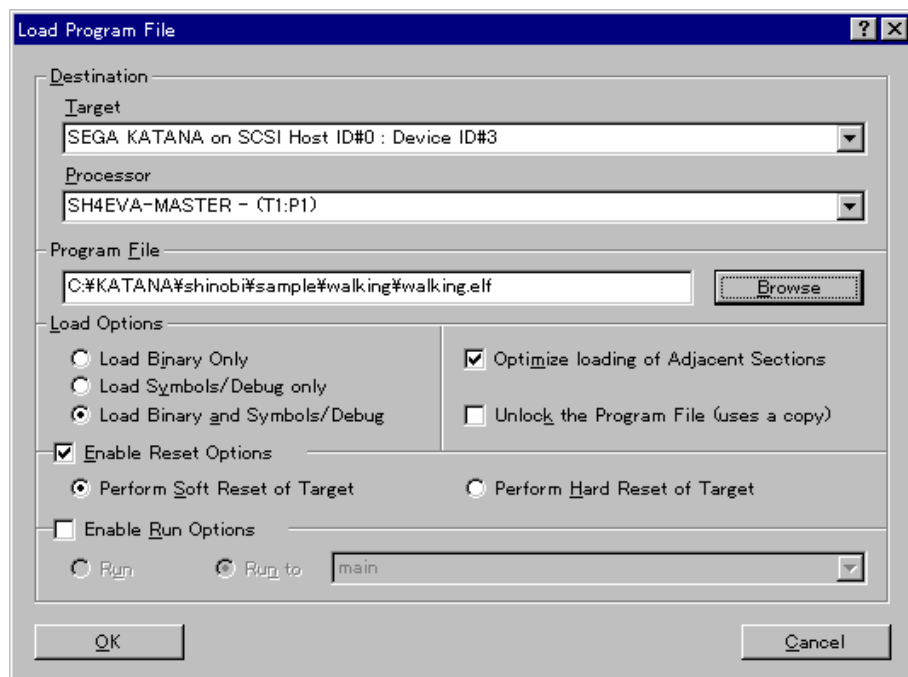 Load Program File
Destination
Target
SEGA KATANA on SCSI Host ID#0 : Device ID#3
Processor
SH4EVA-MASTER - (T1:P1)
Program File
C:¥KATANA¥shinobi¥sample¥walking¥walking.elf
Browse
Load Options
Load Binary Only
Optimize loading of Adjacent Sections
Load Symbols/Debug only
Load Binary and Symbols/Debug
Unlock the Program File (uses a copy)
Enable Reset Options
Perform Soft Reset of Target
Perform Hard Reset of Target
Enable Run Options
Run
Run to
main
OK
Cancel